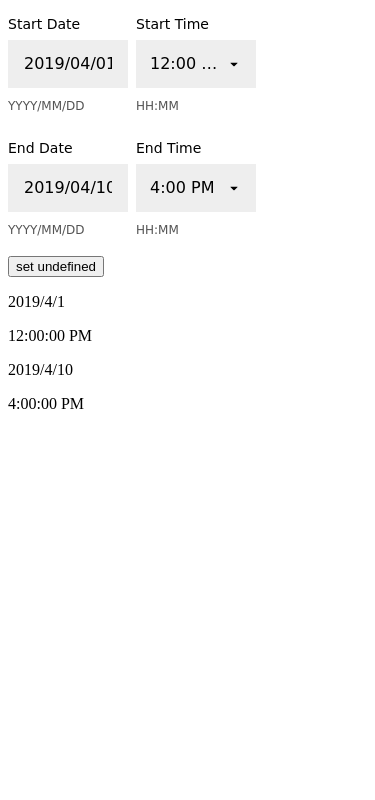 Start Date Start Time
2019/04/01 12:00 ...
YYYY/MM/DD HH:MM
End Date End Time
2019/04/10 4:00 PM
YYYY/MM/DD HH:MM
set undefined
2019/4/1
12:00:00 PM
2019/4/10
4:00:00 PM